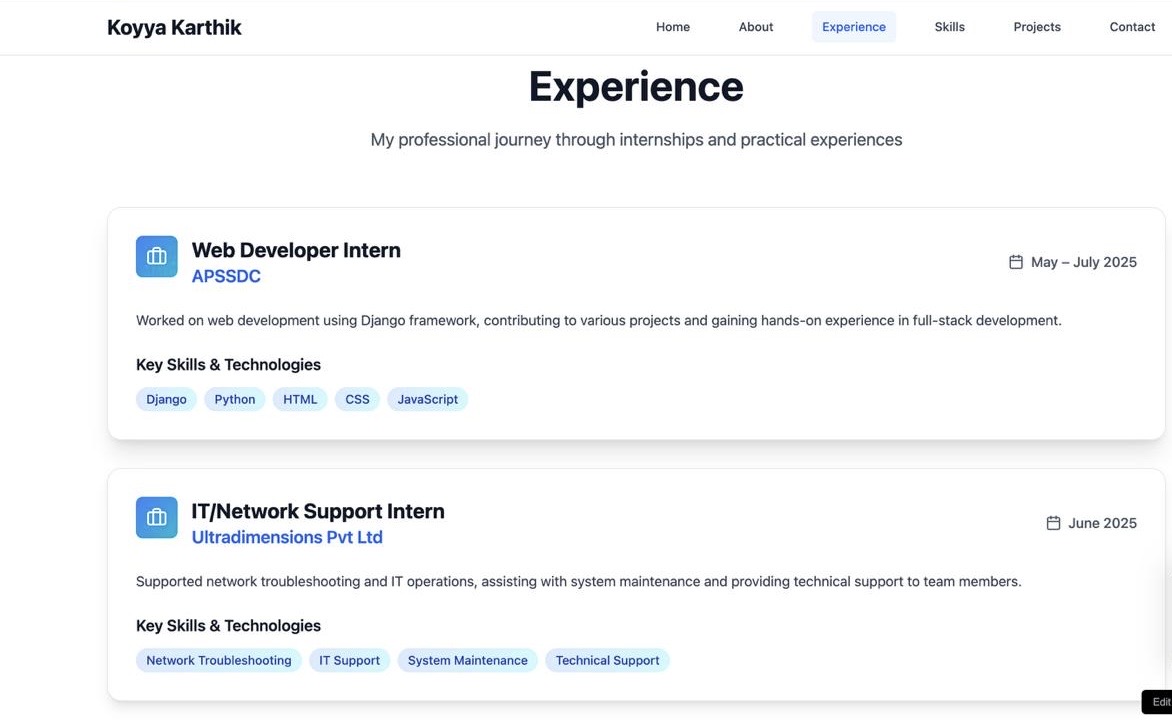 Koyya Karthik Home About Experience Skills Projects Contact
Experience
My professional journey through internships and practical experiences
Web Developer Intern
APSSDC
May – July 2025
Worked on web development using Django framework, contributing to various projects and gaining hands-on experience in full-stack development.
Key Skills & Technologies
Django Python HTML CSS JavaScript
IT/Network Support Intern
Ultradimensions Pvt Ltd
June 2025
Supported network troubleshooting and IT operations, assisting with system maintenance and providing technical support to team members.
Key Skills & Technologies
Network Troubleshooting IT Support System Maintenance Technical Support
Edit